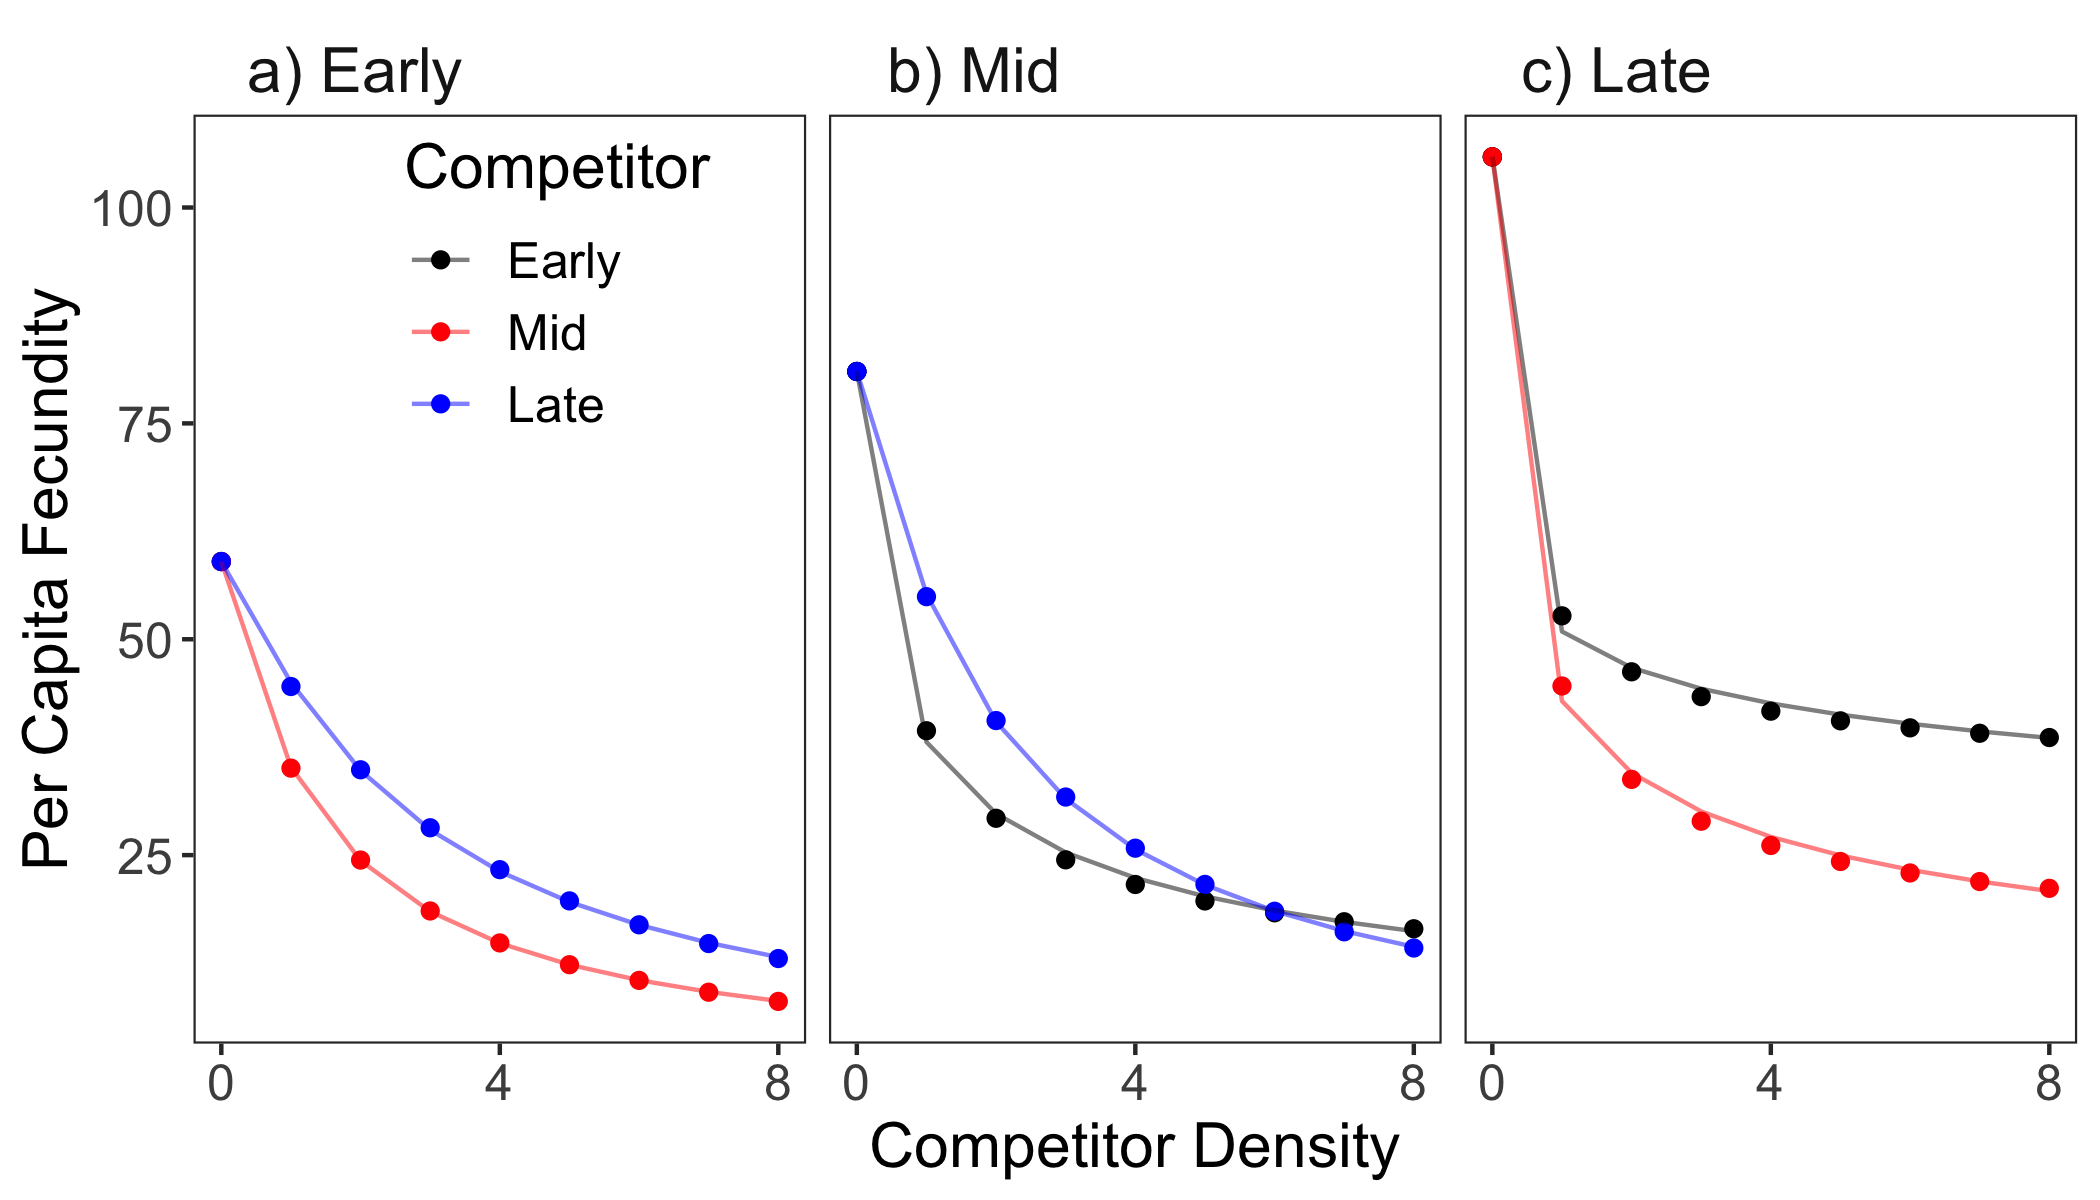 a) Early
b) Mid
c) Late
Competitor
Early
Mid
Late
100
75
50
25
Per Capita Fecundity
0 4 8
0 4 8
0 4 8
Competitor Density